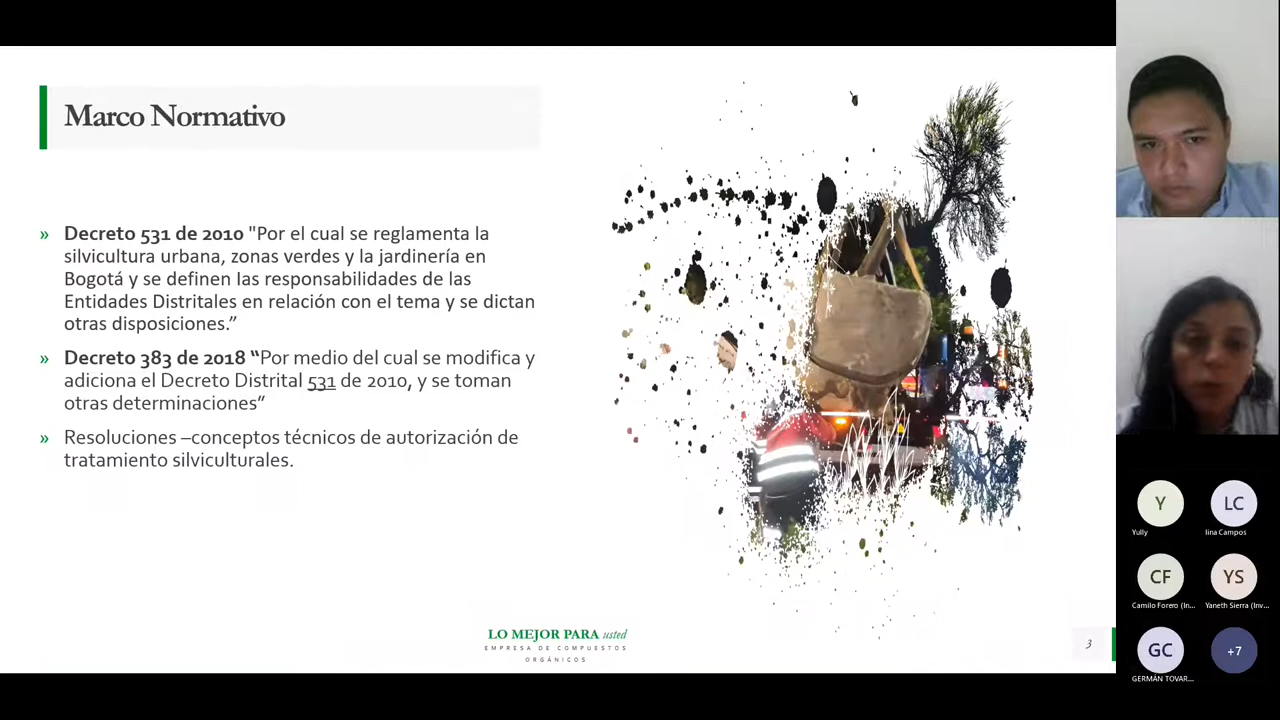 Marco Normativo
» Decreto 531 de 2010 "Por el cual se reglamenta la
silvicultura urbana, zonas verdes y la jardinería en
Bogotá y se definen las responsabilidades de las
Entidades Distritales en relación con el tema y se dictan
otras disposiciones.”
» Decreto 383 de 2018 “Por medio del cual se modifica y
adiciona el Decreto Distrital 531 de 2010, y se toman
otras determinaciones”
» Resoluciones –conceptos técnicos de autorización de
tratamiento silviculturales.
LO MEJOR PARA usted
EMPRESA DE COMPUESTOS
ORGÁNICOS
3
Y
Yully
LC
lina Campos
CF
Camilo Forero (In...
YS
Yaneth Sierra (Inv...
GC
GERMÁN TOVAR...
+7